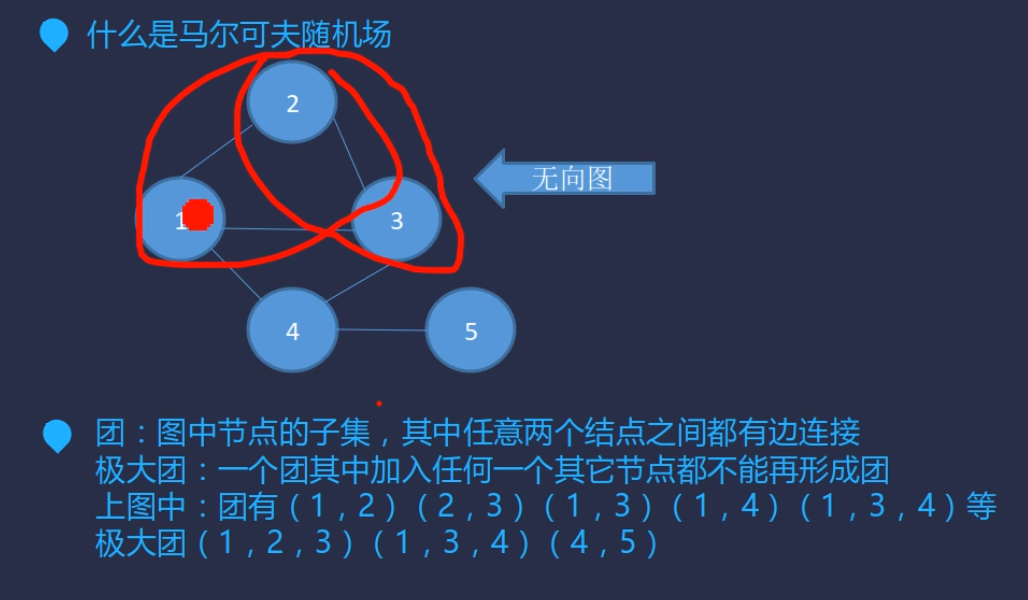 什么是马尔可夫随机场
2
无向图
1
3
4
5
团：图中节点的子集，其中任意两个结点之间都有边连接
极大团：一个团其中加入任何一个其它节点都不能再形成团
上图中：团有（1，2）（2，3）（1，3）（1，4）（1，3，4）等
极大团（1，2，3）（1，3，4）（4，5）